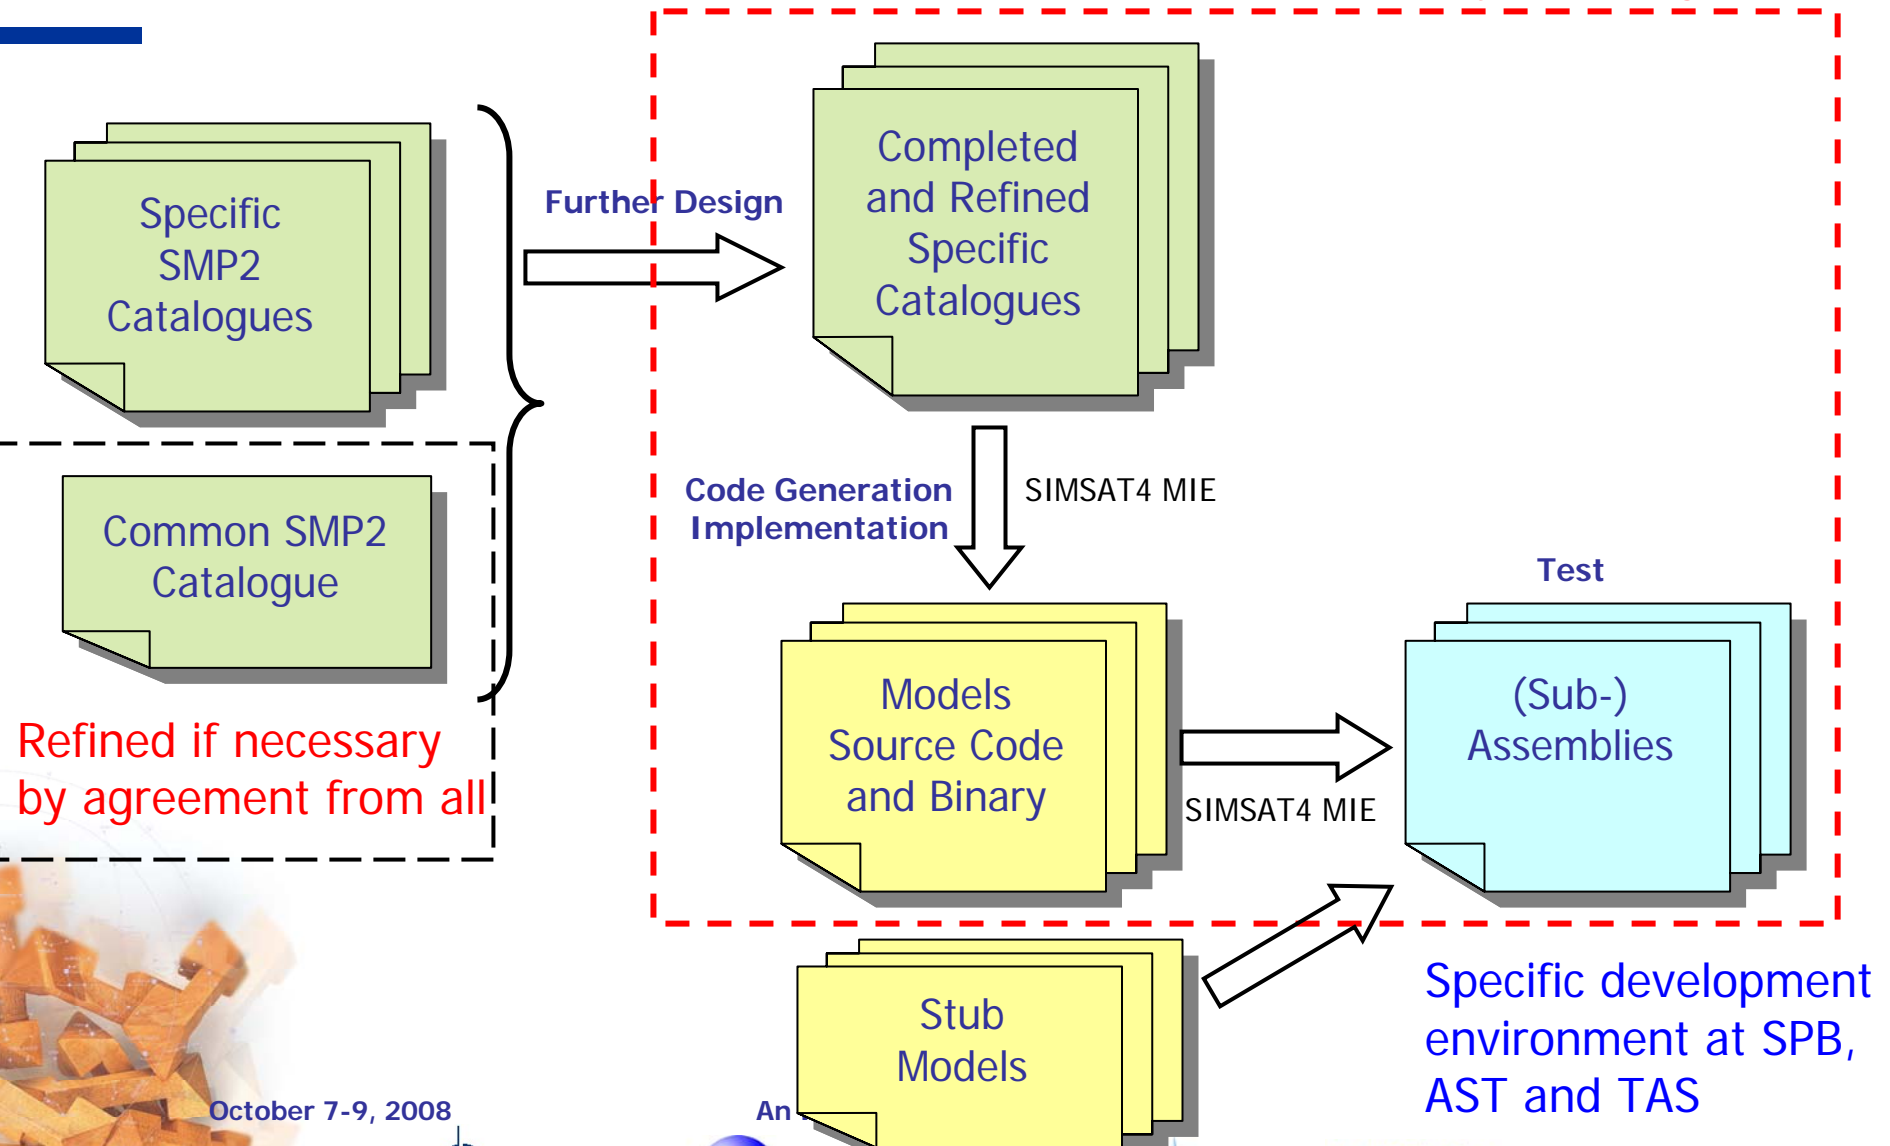 Specific
SMP2
Catalogues
Further Design
Completed
and Refined
Specific
Catalogues
Common SMP2
Catalogue
Code Generation
Implementation
SIMSAT4 MIE
Test
Refined if necessary
by agreement from all
Models
Source Code
and Binary
SIMSAT4 MIE
(Sub-)
Assemblies
Stub
Models
Specific development
environment at SPB,
AST and TAS
October 7-9, 2008
An